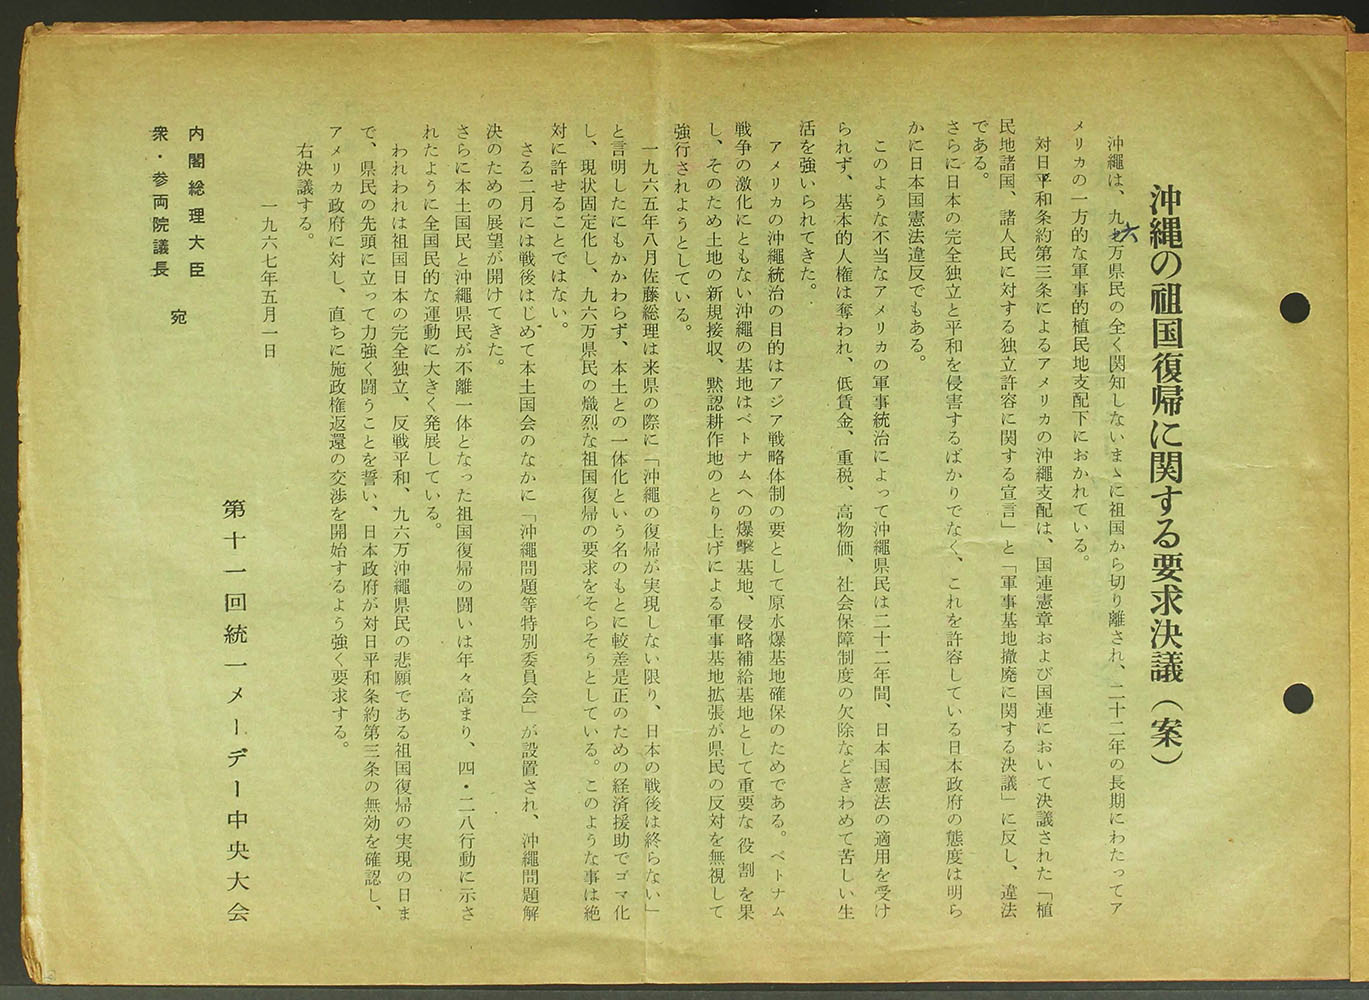 沖縄の祖国復帰に関する要求決議（案）
沖縄は、九六万県民の全く関知しないまゝに祖国から切り離され、二十二年の長期にわたってア
メリカの一方的な軍事的植民地支配下におかれている。
対日平和条約第三条によるアメリカの沖縄支配は、国連憲章および国連において決議された「植
民地諸国、諸人民に対する独立許容に関する宣言」と「軍事基地撤廃に関する決議」に反し、違法
である。
さらに日本の完全独立と平和を侵害するばかりでなく、これを許容している日本政府の態度は明ら
かに日本国憲法違反でもある。
このような不当なアメリカの軍事統治によって沖縄県民は二十二年間、日本国憲法の適用を受け
られず、基本的人権は奪われ、低賃金、重税、高物価、社会保障制度の欠除などきわめて苦しい生
活を強いられてきた。
アメリカの沖縄統治の目的はアジア戦略体制の要として原水爆基地確保のためである。ベトナム
戦争の激化にともない沖縄の基地はベトナムへの爆撃基地、侵略補給基地として重要な役割を果
し、そのため土地の新規接収、黙認耕作地のとり上げによる軍事基地拡張が県民の反対を無視して
強行されようとしている。
一九六五年八月佐藤総理は来県の際に「沖縄の復帰が実現しない限り、日本の戦後は終らない」
と言明したにもかかわらず、本土との一体化という名のもとに較差是正のための経済援助でゴマ化
し、現状固定化し、九六万県民の熾烈な祖国復帰の要求をそらそうとしている。このような事は絶
対に許せることではない。
さる二月には戦後はじめて本土国会のなかに「沖縄問題等特別委員会」が設置され、沖縄問題解
決のための展望が開けてきた。
さらに本土国民と沖縄県民が不離一体となった祖国復帰の闘いは年々高まり、四・二八行動に示さ
れたように全国民的な運動に大きく発展している。
われわれは祖国日本の完全独立、反戦平和、九六万沖縄県民の悲願である祖国復帰の実現の日ま
で、県民の先頭に立って力強く闘うことを誓い、日本政府が対日平和条約第三条の無効を確認し、
アメリカ政府に対し、直ちに施政権返還の交渉を開始するよう強く要求する。
右決議する。
一九六七年五月一日
第十一回統一メーデー中央大会
内閣総理大臣
宛
衆・参両院議長